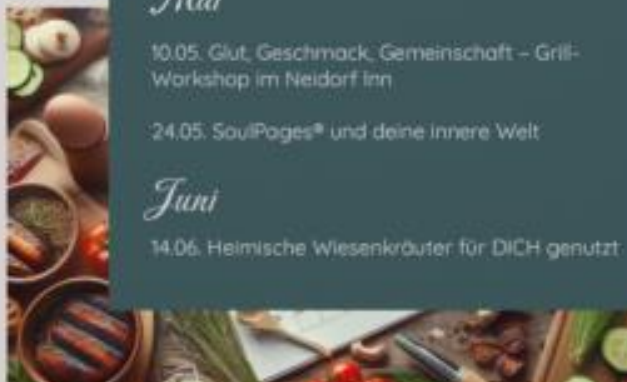 Mai
10.05. Glut, Geschmack, Gemeinschaft – Grill-
Workshop im Neidorf Inn
24.05. SoulPages® und deine innere Welt
Juni
14.06. Heimische Wiesenkräuter für DICH genutzt